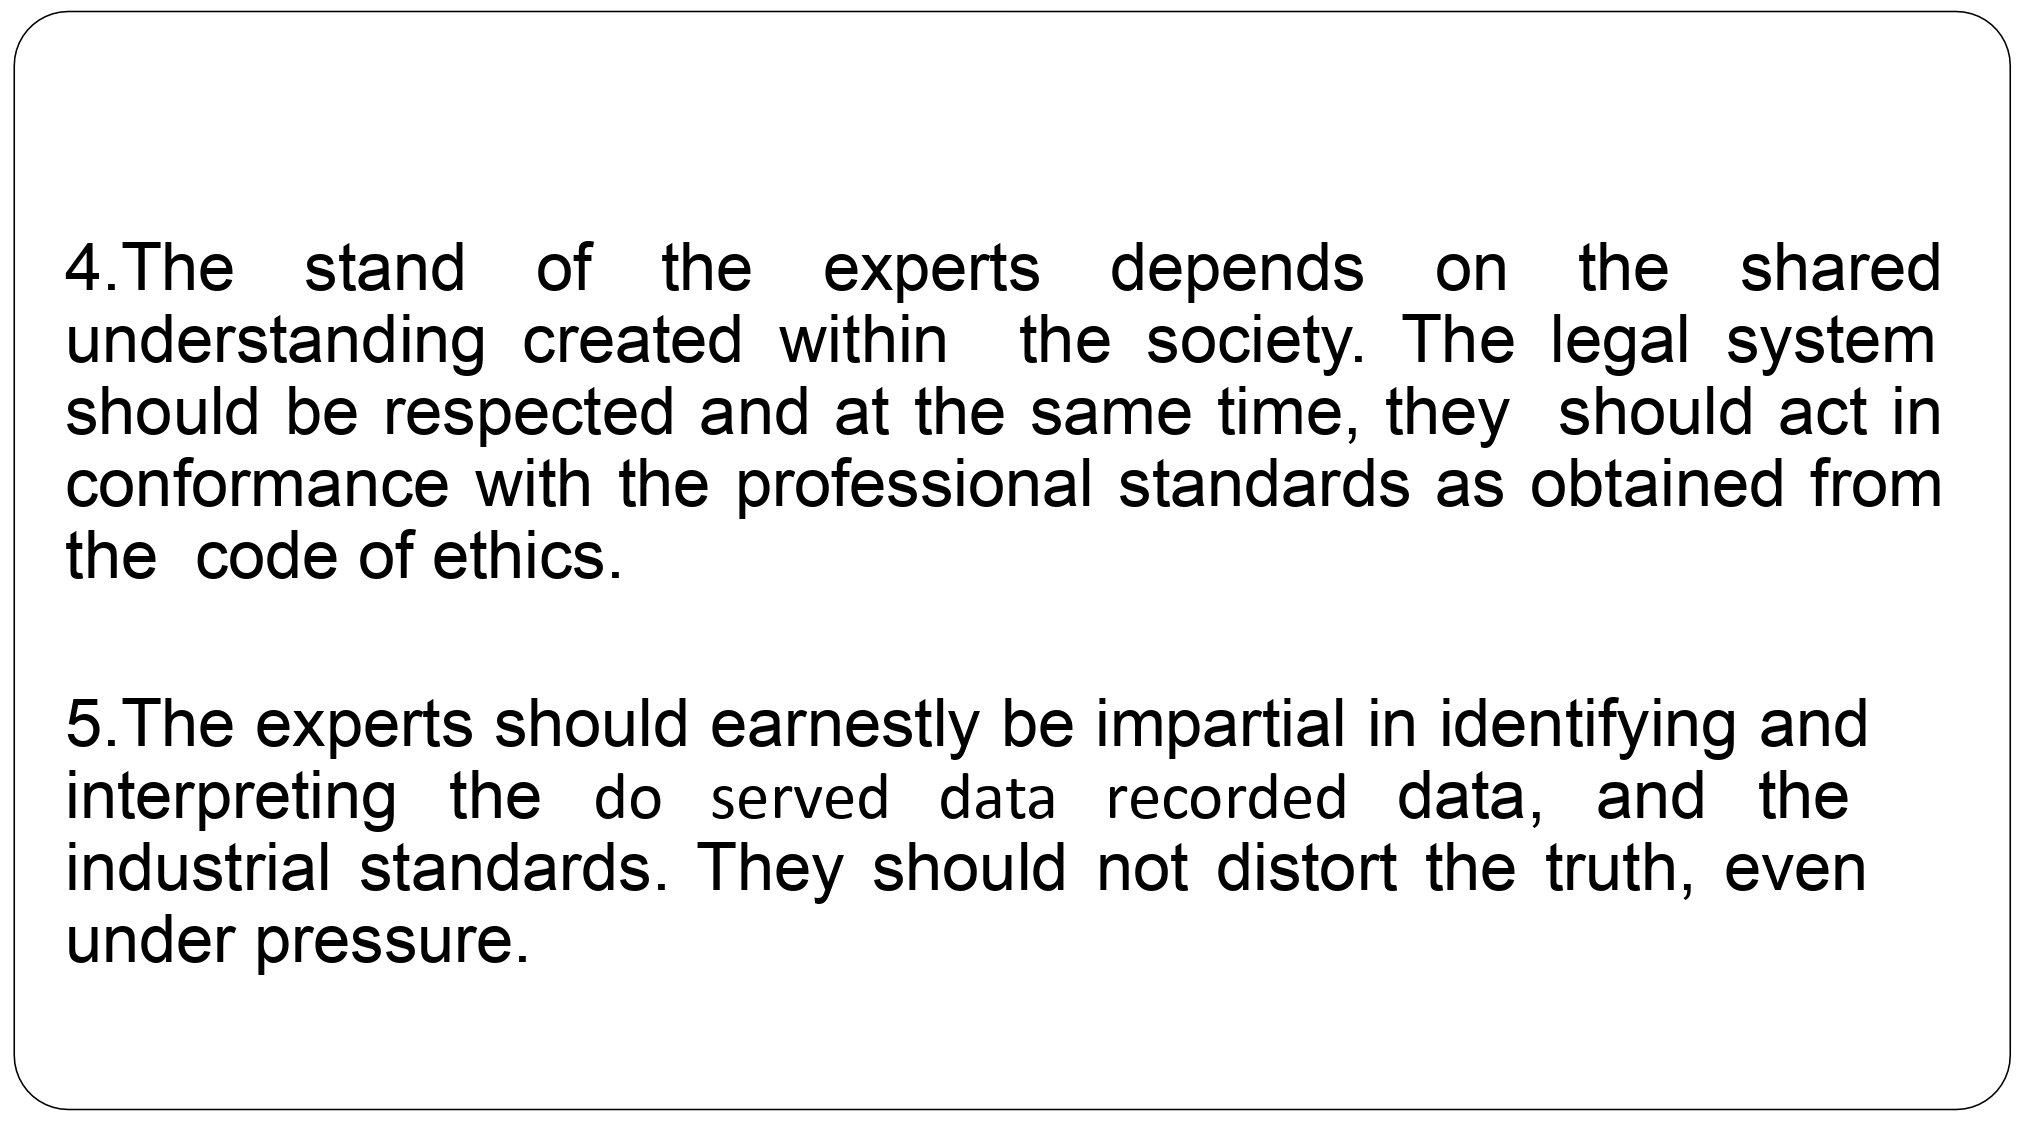 4.The stand of the experts depends on the shared
understanding created within the society. The legal system
should be respected and at the same time, they should act in
conformance with the professional standards as obtained from
the code of ethics.
5.The experts should earnestly be impartial in identifying and
interpreting the do served data recorded data, and the
industrial standards. They should not distort the truth, even
under pressure.